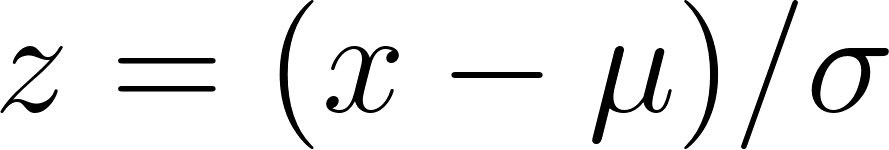 z = (x − μ)/σ